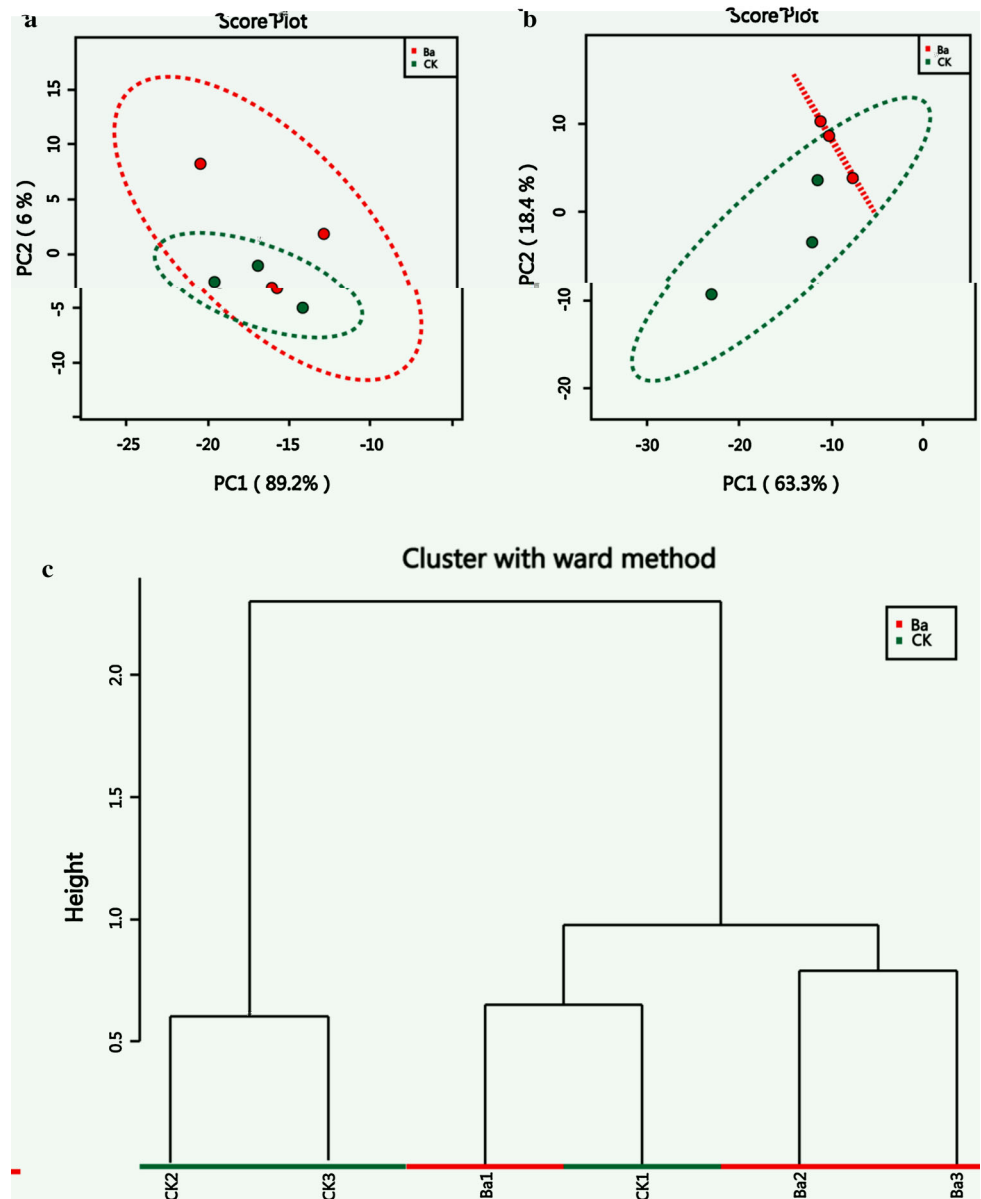 a
Score Plot
Ba
CK
15
10
5
0
-5
-10
PC2 ( 6 % )
-25
-20
-15
-10
PC1 ( 89.2% )
b
Score Plot
Ba
CK
10
0
-10
-20
PC2 ( 18.4 % )
-30
-20
-10
0
PC1 ( 63.3% )
c
Cluster with ward method
Ba
CK
2.0
1.5
1.0
0.5
Height
CK2
CK3
Ba1
CK1
Ba2
Ba3